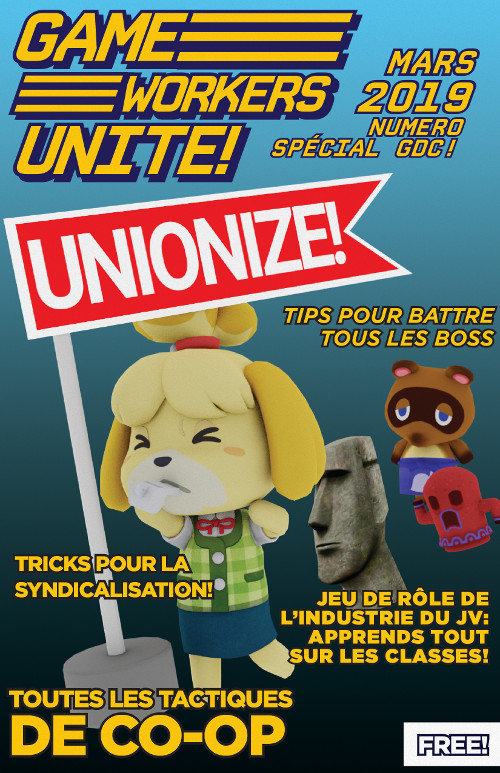 GAME
WORKERS
UNITE!
MARS
2019
NUMERO
SPÉCIAL GDC!
UNIONIZE!
TIPS POUR BATTRE
TOUS LES BOSS
TRICKS POUR LA
SYNDICALISATION!
JEU DE RÔLE DE
L'INDUSTRIE DU JV:
APPRENDS TOUT
SUR LES CLASSES!
TOUTES LES TACTIQUES
DE CO-OP
FREE!